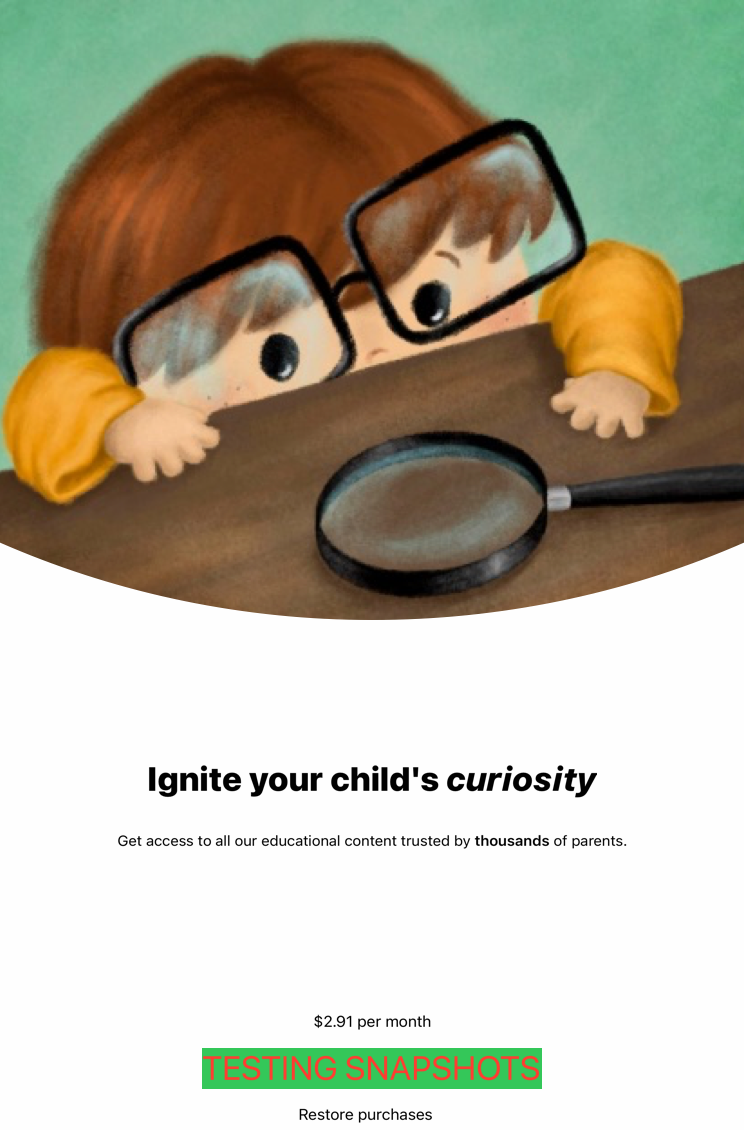 Ignite your child's curiosity
Get access to all our educational content trusted by thousands of parents.
$2.91 per month
TESTING SNAPSHOTS
Restore purchases